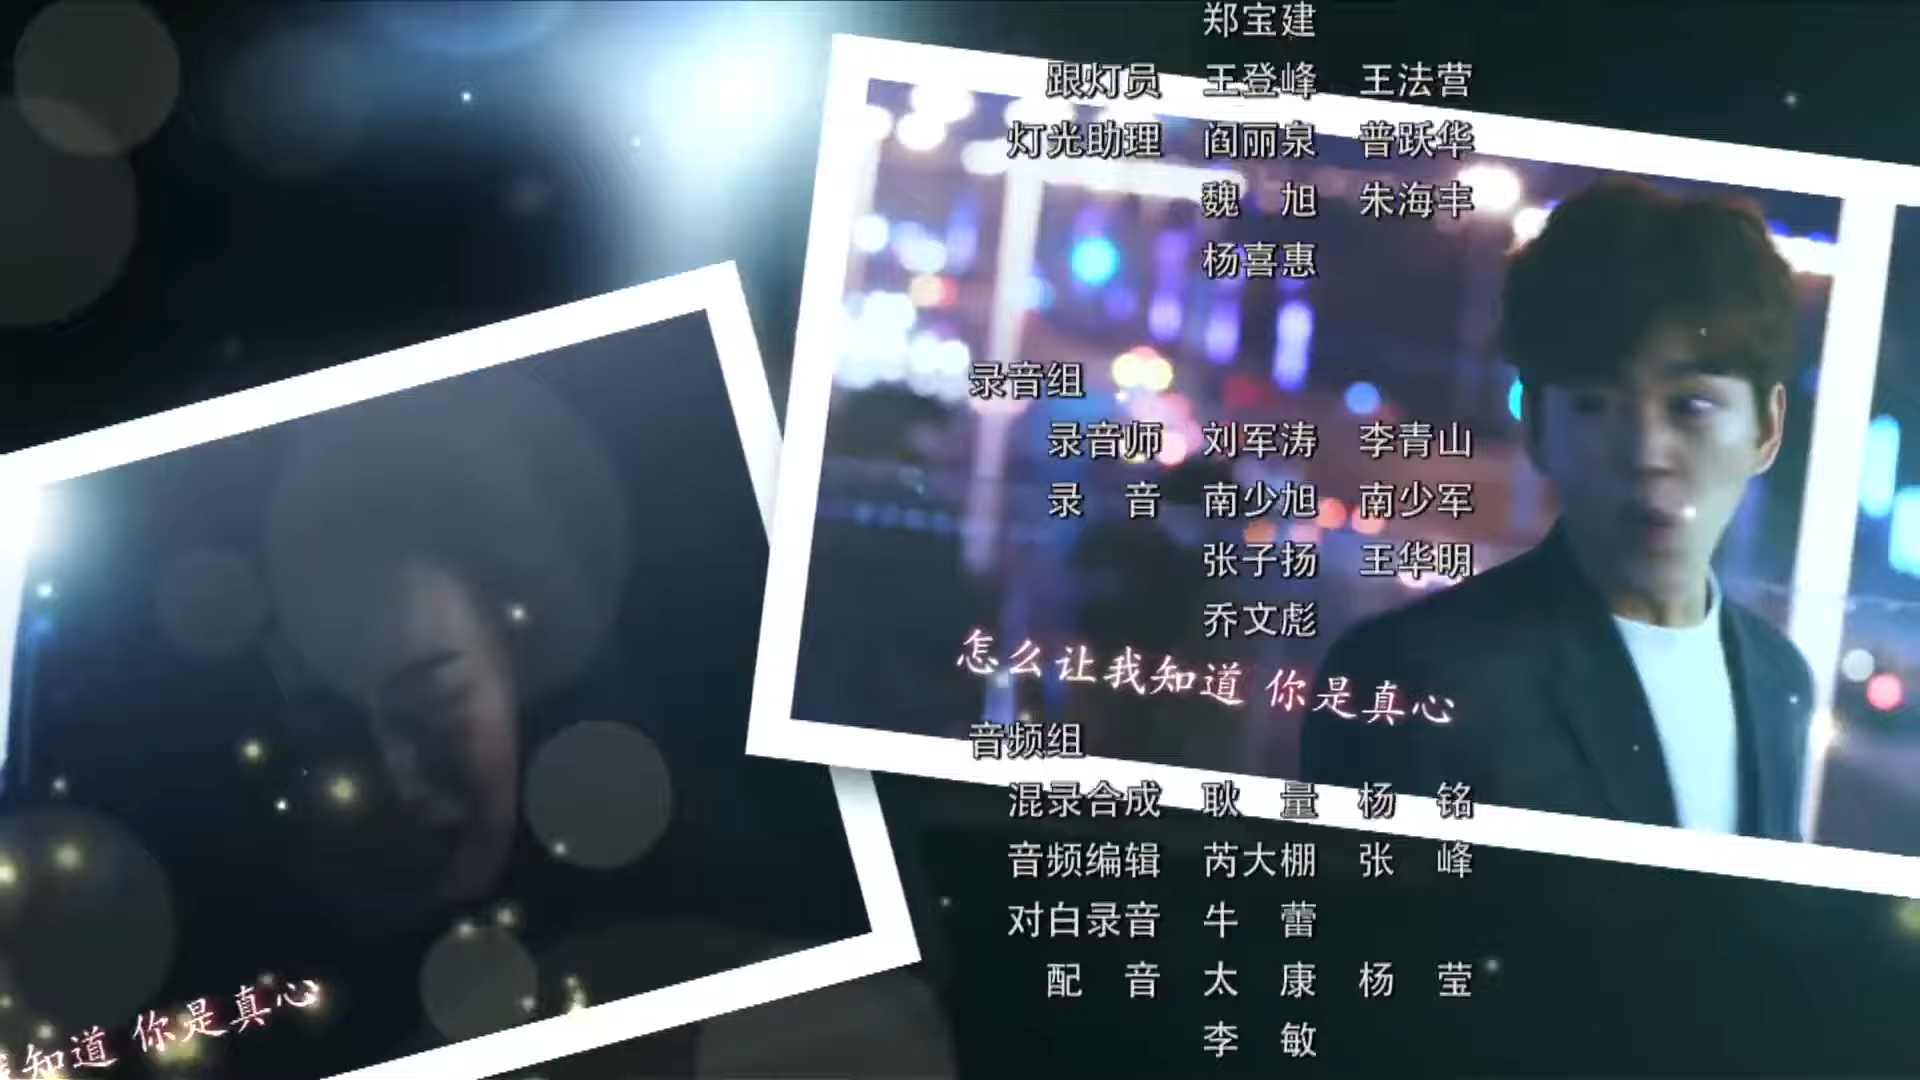 郑宝建
跟灯员 王登峰 王法营
灯光助理 阎丽泉 普跃华
魏 旭 朱海丰
杨喜惠
录音组
录音师 刘军涛 李青山
录 音 南少旭 南少军
张子扬 王华明
乔文彪
怎么让我知道 你是真心
音频组
混录合成 耿 量 杨 铭
音频编辑 芮大棚 张 峰
对白录音 牛 蕾
配 音 太 康 杨 莹
李 敏
知道 你是真心